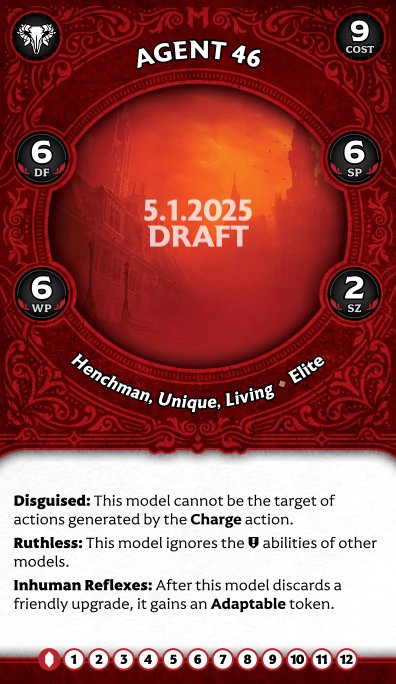 AGENT 46
9
COST
6
DF
6
SP
5.1.2025
DRAFT
6
WP
2
SZ
Henchman, Unique, Living ♦ Elite
Disguised: This model cannot be the target of
actions generated by the Charge action.
Ruthless: This model ignores the abilities of other
models.
Inhuman Reflexes: After this model discards a
friendly upgrade, it gains an Adaptable token.
1 2 3 4 5 6 7 8 9 10 11 12